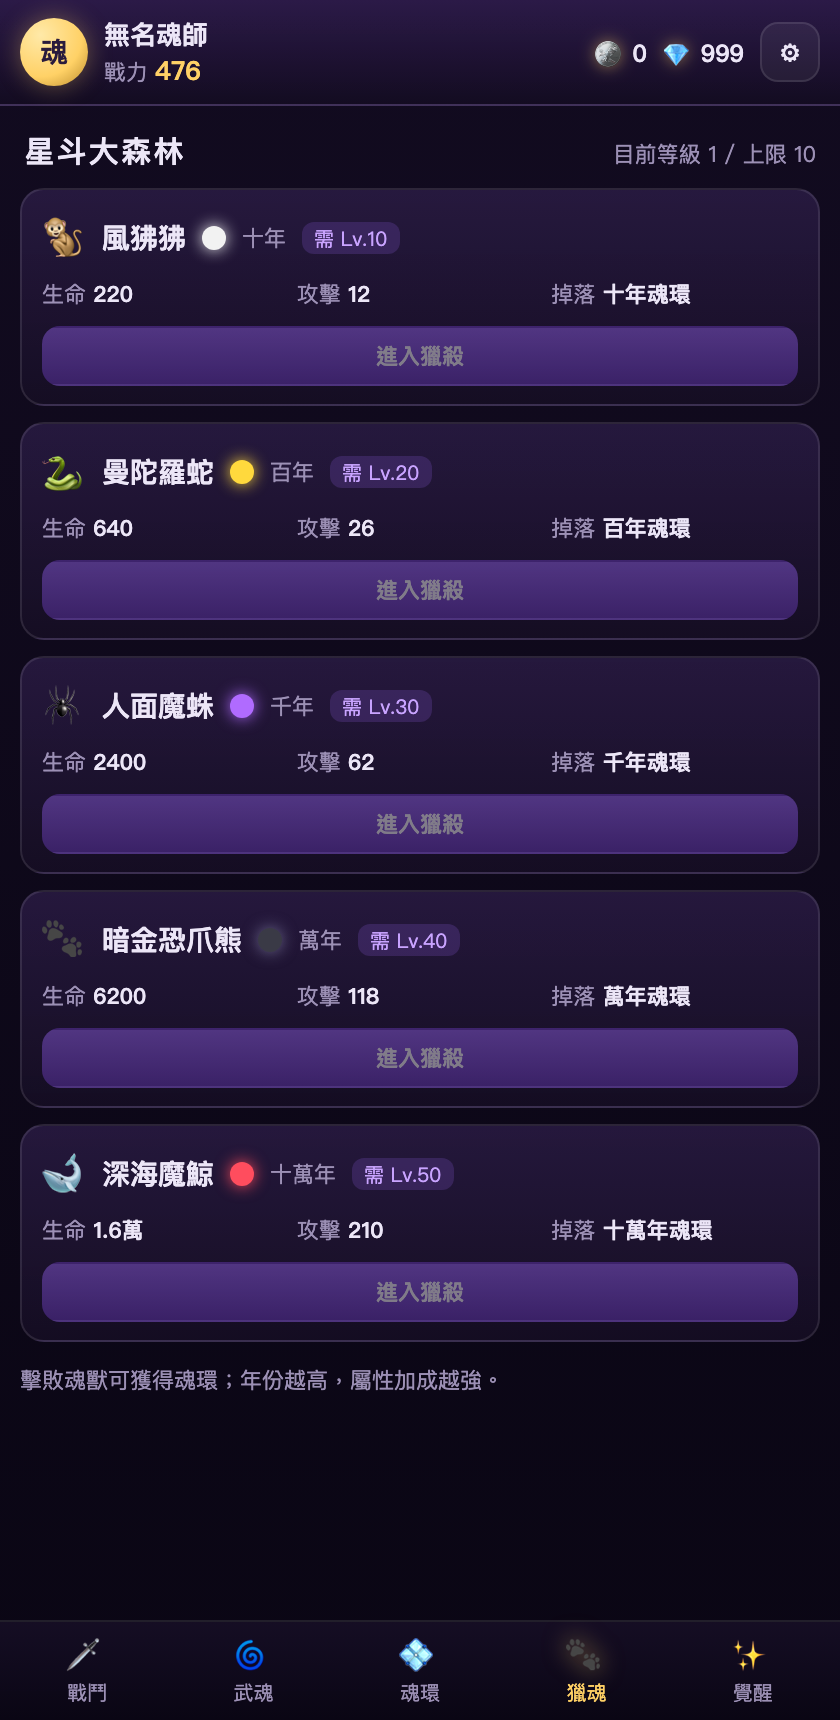 魂
無名魂師
戰力 476
0
999
星斗大森林
目前等級 1 / 上限 10
風狒狒 十年 需 Lv.10
生命 220 攻擊 12 掉落 十年魂環
進入獵殺
曼陀羅蛇 百年 需 Lv.20
生命 640 攻擊 26 掉落 百年魂環
進入獵殺
人面魔蛛 千年 需 Lv.30
生命 2400 攻擊 62 掉落 千年魂環
進入獵殺
暗金恐爪熊 萬年 需 Lv.40
生命 6200 攻擊 118 掉落 萬年魂環
進入獵殺
深海魔鯨 十萬年 需 Lv.50
生命 1.6萬 攻擊 210 掉落 十萬年魂環
進入獵殺
擊敗魂獸可獲得魂環；年份越高，屬性加成越強。
戰鬥 武魂 魂環 獵魂 覺醒